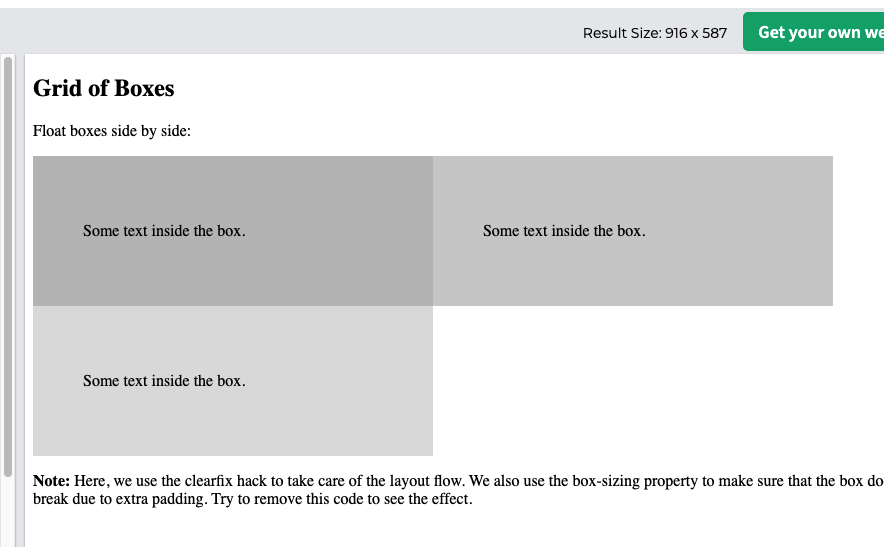 Result Size: 916 x 587
Get your own we
Grid of Boxes
Float boxes side by side:
Some text inside the box.
Some text inside the box.
Some text inside the box.
Note: Here, we use the clearfix hack to take care of the layout flow. We also use the box-sizing property to make sure that the box do
break due to extra padding. Try to remove this code to see the effect.